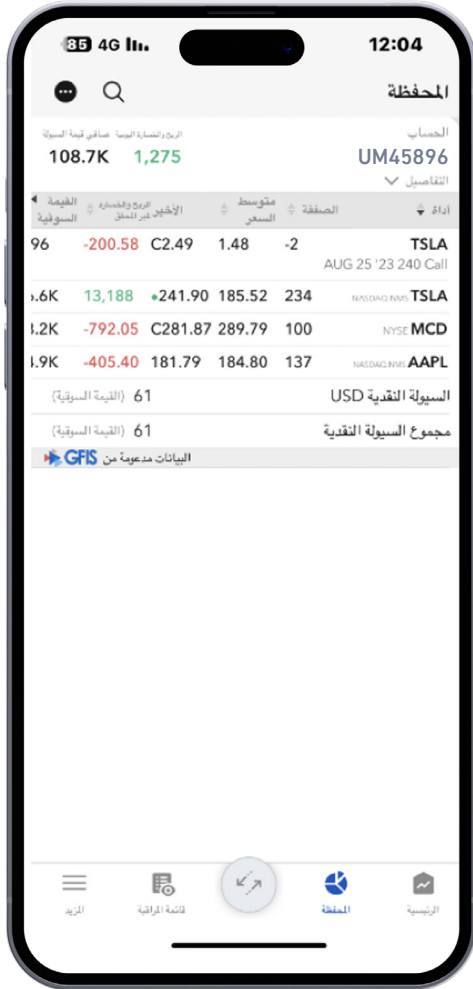 12:04 4G 85
المحفظة
الحساب الربح والخسارة اليومية صافي قيمة السيولة
UM45896 1,275 108.7K
التفاصيل
أداة الصفقة متوسط السعر الأخير الربح والخسارة غير المحقق القيمة السوقية
TSLA -2 1.48 C2.49 -200.58 96
AUG 25 '23 240 Call
TSLA NASDAQ.NMS 234 185.52 •241.90 13,188 .6K
MCD NYSE 100 289.79 C281.87 -792.05 .2K
AAPL NASDAQ.NMS 137 184.80 181.79 -405.40 .9K
السيولة النقدية USD 61 (القيمة السوقية)
مجموع السيولة النقدية 61 (القيمة السوقية)
البيانات مدعومة من GFIS
الرئيسية المحفظة قائمة المراقبة المزيد